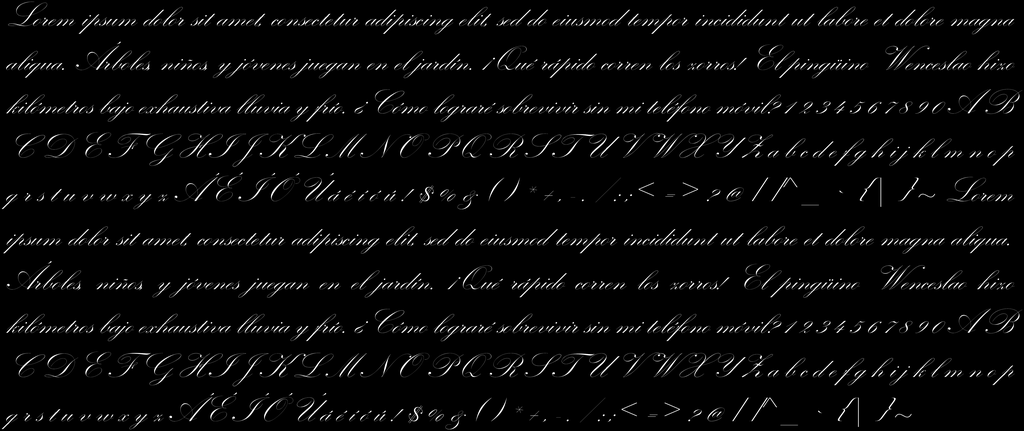 Lorem ipsum dolor sit amet, consectetur adipiscing elit, sed do eiusmod tempor incididunt ut labore et dolore magna
aliqua. Árboles niños y jóvenes juegan en el jardín. ¡Qué rápido corren los zorros! El pingüino Wenceslao hizo
kilómetros bajo exhaustiva lluvia y frío. ¿Cómo lograré sobrevivir sin mi teléfono móvil? 1 2 3 4 5 6 7 8 9 0 A B
C D E F G H I J K L M N O P Q R S T U V W X Y Z a b c d e f g h i j k l m n o p
q r s t u v w x y z Á É Í Ó Ú á é í ó ú ! $ % & ( ) * + , - . / : ; < = > ? @ / | ^ _ ` { | } ~ Lorem
ipsum dolor sit amet, consectetur adipiscing elit, sed do eiusmod tempor incididunt ut labore et dolore magna aliqua.
Árboles niños y jóvenes juegan en el jardín. ¡Qué rápido corren los zorros! El pingüino Wenceslao hizo
kilómetros bajo exhaustiva lluvia y frío. ¿Cómo lograré sobrevivir sin mi teléfono móvil? 1 2 3 4 5 6 7 8 9 0 A B
C D E F G H I J K L M N O P Q R S T U V W X Y Z a b c d e f g h i j k l m n o p
q r s t u v w x y z Á É Í Ó Ú á é í ó ú ! $ % & ( ) * + , - . / : ; < = > ? @ / | ^ _ ` { | } ~